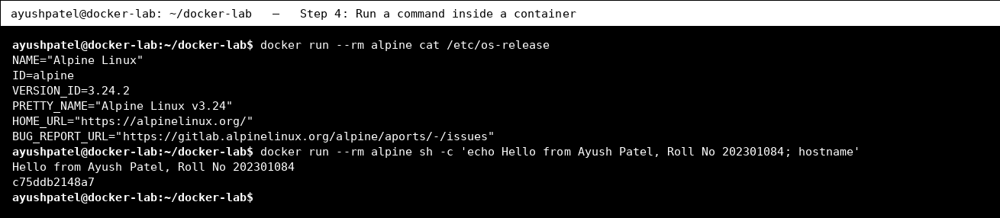 ayushpatel@docker-lab: ~/docker-lab — Step 4: Run a command inside a container
ayushpatel@docker-lab:~/docker-lab$ docker run --rm alpine cat /etc/os-release
NAME="Alpine Linux"
ID=alpine
VERSION_ID=3.24.2
PRETTY_NAME="Alpine Linux v3.24"
HOME_URL="https://alpinelinux.org/"
BUG_REPORT_URL="https://gitlab.alpinelinux.org/alpine/aports/-/issues"
ayushpatel@docker-lab:~/docker-lab$ docker run --rm alpine sh -c 'echo Hello from Ayush Patel, Roll No 202301084; hostname'
Hello from Ayush Patel, Roll No 202301084
c75ddb2148a7
ayushpatel@docker-lab:~/docker-lab$